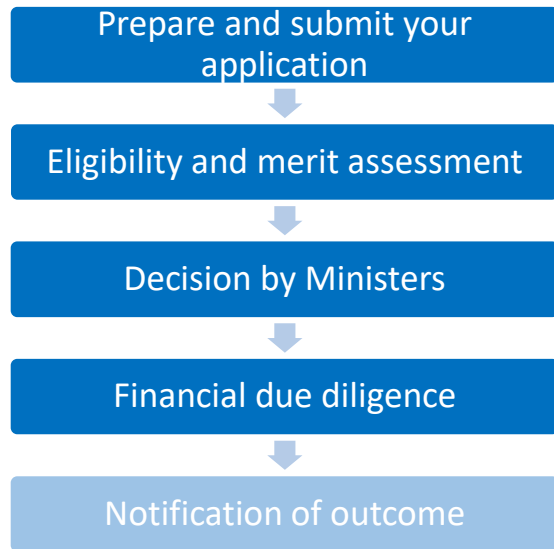 Prepare and submit your
application
Eligibility and merit assessment
Decision by Ministers
Financial due diligence
Notification of outcome